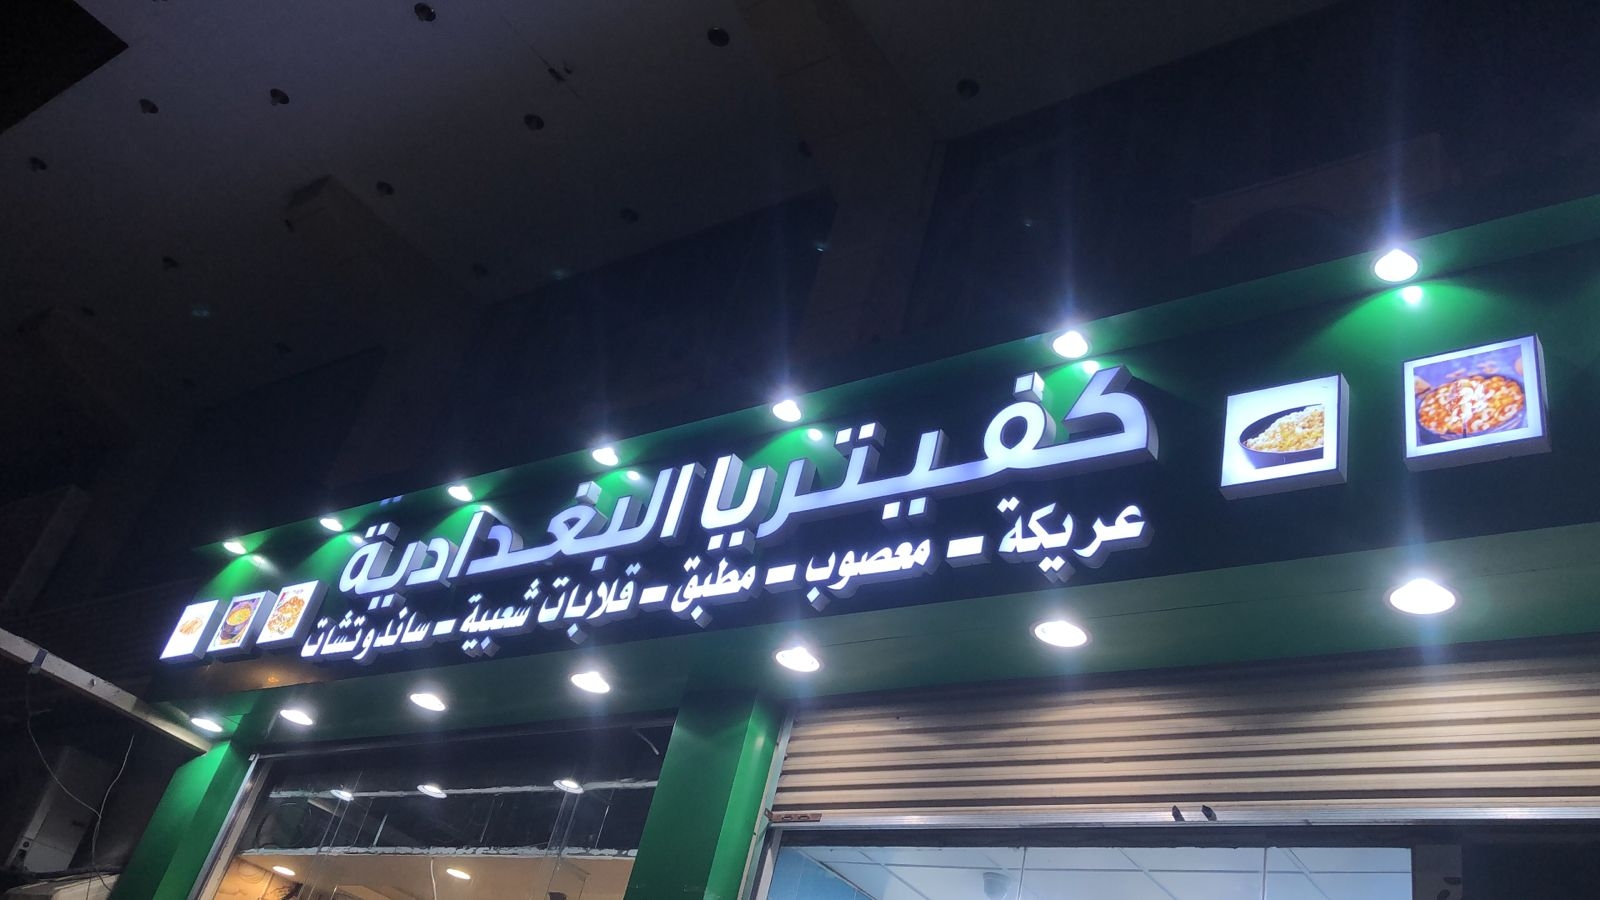 كفيتريا البغدادية
عريكة - معصوب - مطبق - قلابات شعبية - ساندوتشات